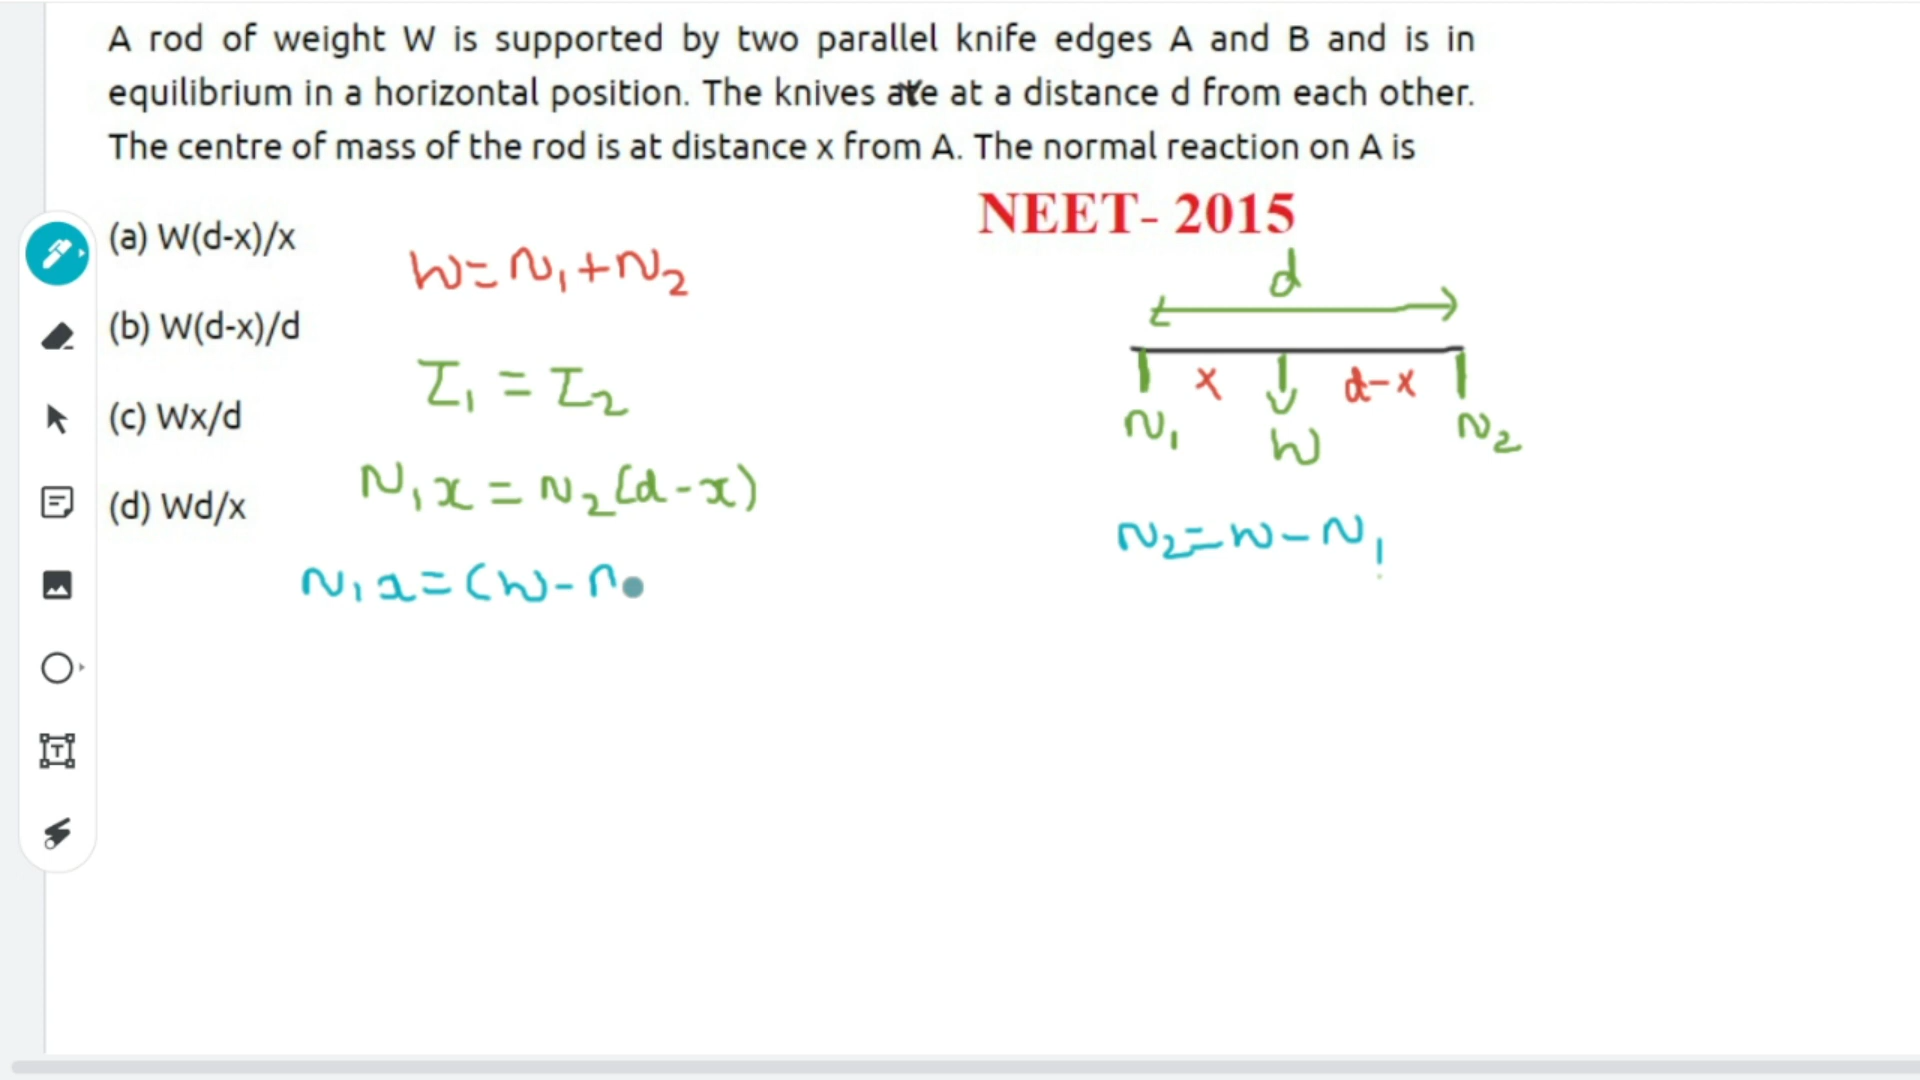 A rod of weight W is supported by two parallel knife edges A and B and is in
equilibrium in a horizontal position. The knives are at a distance d from each other.
The centre of mass of the rod is at distance x from A. The normal reaction on A is
NEET- 2015
(a) W(d-x)/x
(b) W(d-x)/d
(c) Wx/d
(d) Wd/x
W=N₁+N₂
τ₁ = τ₂
N₁x = N₂(d-x)
N₁x=(W-N
d
x d-x
N₁ W N₂
N₂=W-N₁